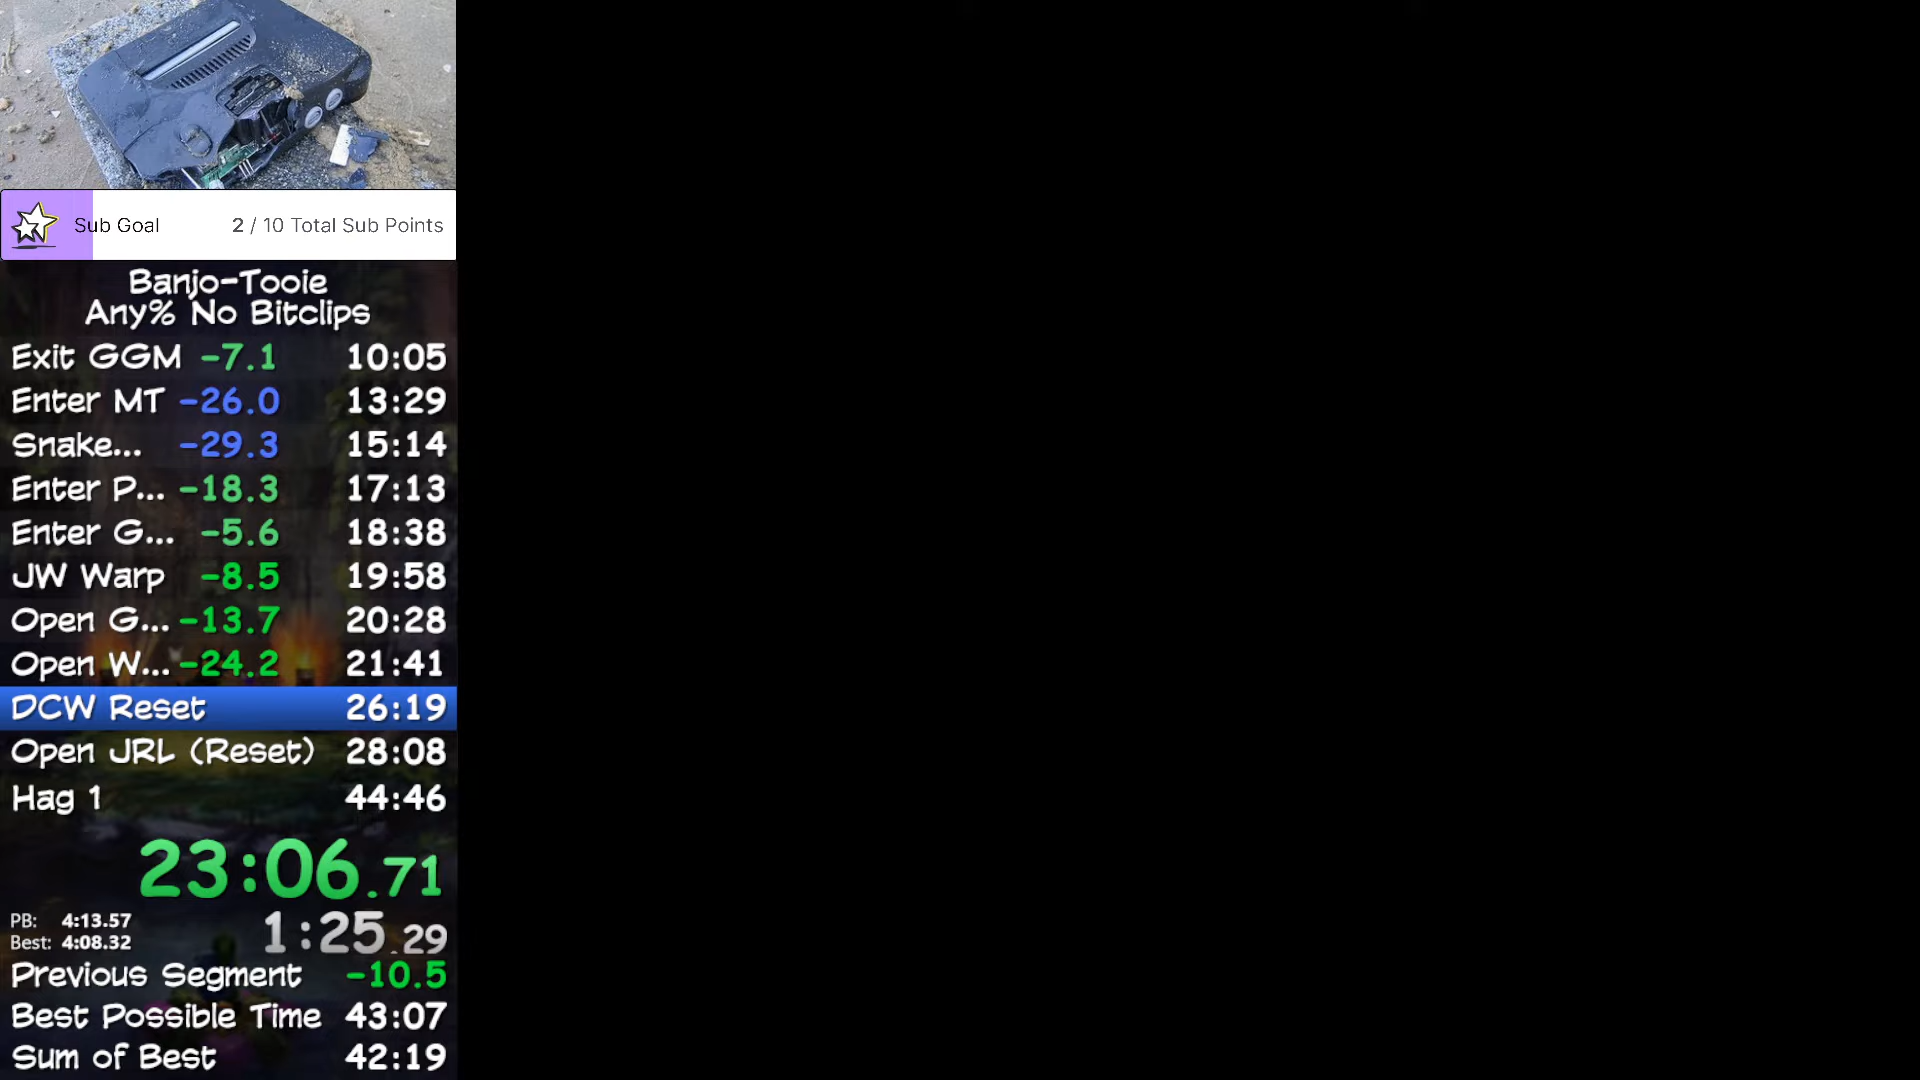 Sub Goal 2 / 10 Total Sub Points
Banjo-Tooie
Any% No Bitclips
Exit GGM -7.1 10:05
Enter MT -26.0 13:29
Snake... -29.3 15:14
Enter P... -18.3 17:13
Enter G... -5.6 18:38
JW Warp -8.5 19:58
Open G... -13.7 20:28
Open W... -24.2 21:41
DCW Reset 26:19
Open JRL (Reset) 28:08
Hag 1 44:46
23:06.71
PB: 4:13.57 1:25.29
Best: 4:08.32
Previous Segment -10.5
Best Possible Time 43:07
Sum of Best 42:19